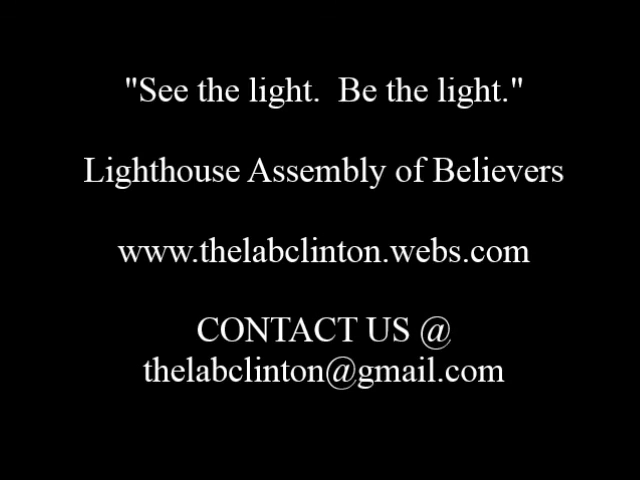 "See the light.  Be the light."
Lighthouse Assembly of Believers
www.thelabclinton.webs.com
CONTACT US @
thelabclinton@gmail.com